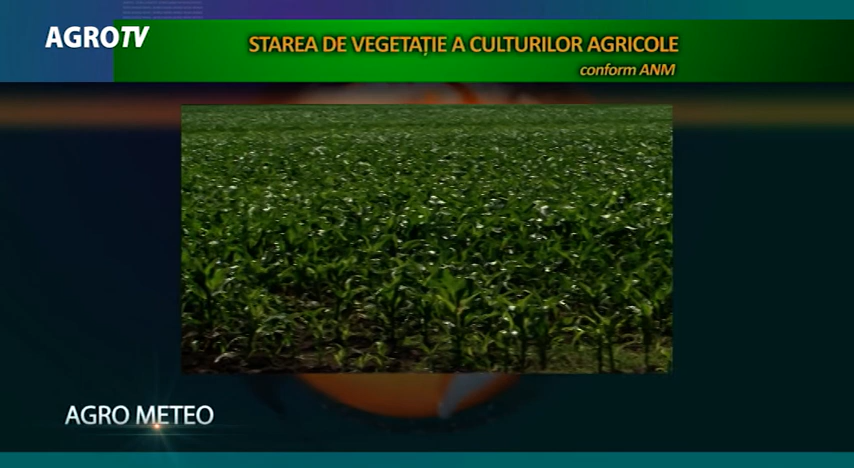 AGROTV
STAREA DE VEGETAȚIE A CULTURILOR AGRICOLE
conform ANM
AGRO METEO